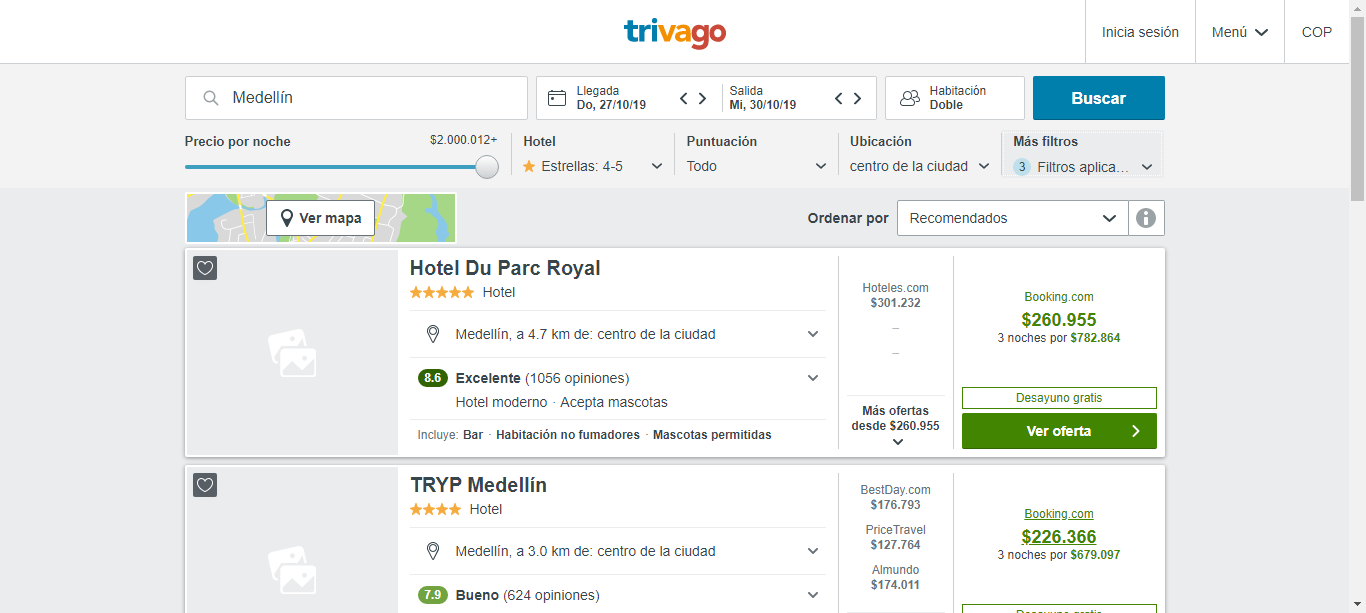 trivago
Inicia sesión
Menú
COP
Medellín
Llegada
Do, 27/10/19
Salida
Mi, 30/10/19
Habitación
Doble
Buscar
Precio por noche
$2.000.012+
Hotel
Estrellas: 4-5
Puntuación
Todo
Ubicación
centro de la ciudad
Más filtros
3 Filtros aplica...
Ver mapa
Ordenar por
Recomendados
Hotel Du Parc Royal
Hotel
Medellín, a 4.7 km de: centro de la ciudad
8.6 Excelente (1056 opiniones)
Hotel moderno · Acepta mascotas
Incluye: Bar · Habitación no fumadores · Mascotas permitidas
Hoteles.com
$301.232
–
–
Más ofertas
desde $260.955
Booking.com
$260.955
3 noches por $782.864
Desayuno gratis
Ver oferta
TRYP Medellín
Hotel
Medellín, a 3.0 km de: centro de la ciudad
7.9 Bueno (624 opiniones)
BestDay.com
$176.793
PriceTravel
$127.764
Almundo
$174.011
Booking.com
$226.366
3 noches por $679.097
Desayuno gratis